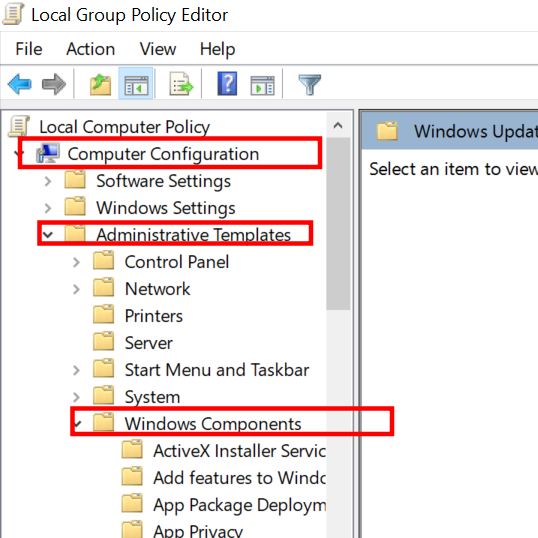 Local Group Policy Editor
File Action View Help
Local Computer Policy
Computer Configuration
Software Settings
Windows Settings
Administrative Templates
Control Panel
Network
Printers
Server
Start Menu and Taskbar
System
Windows Components
ActiveX Installer Servic
Add features to Windo
App Package Deploym
App Privacy
Windows Updat
Select an item to view